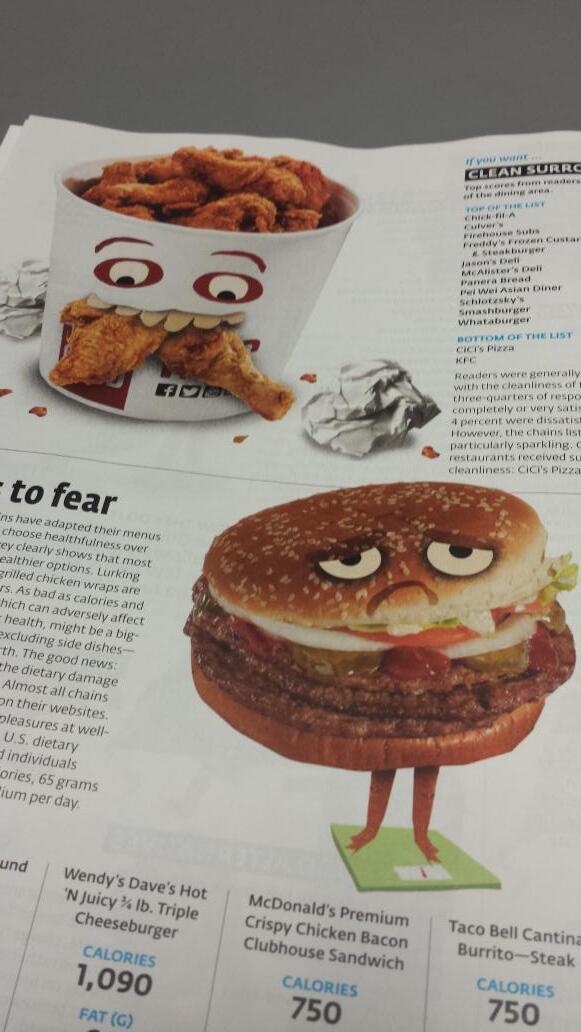 If you want ...
CLEAN SURRO
Top scores from readers
of the dining area.
TOP OF THE LIST
Chick-fil-A
Culver's
Firehouse Subs
Freddy's Frozen Custar
& Steakburger
Jason's Deli
McAlister's Deli
Panera Bread
Pei Wei Asian Diner
Schlotzsky's
Smashburger
Whataburger
BOTTOM OF THE LIST
CiCi's Pizza
KFC
Readers were generally
with the cleanliness of
three-quarters of respo
completely or very satis
4 percent were dissatist
However, the chains list
particularly sparkling.
restaurants received su
cleanliness: CiCi's Pizza
to fear
ins have adapted their menus
choose healthfulness over
ey clearly shows that most
ealthier options. Lurking
grilled chicken wraps are
rs. As bad as calories and
hich can adversely affect
health, might be a big-
excluding side dishes—
rth. The good news:
the dietary damage
Almost all chains
on their websites.
pleasures at well-
U.S. dietary
d individuals
ories, 65 grams
ium per day.
und
Wendy's Dave's Hot
'N Juicy ¾ lb. Triple
Cheeseburger
CALORIES
1,090
FAT (G)
McDonald's Premium
Crispy Chicken Bacon
Clubhouse Sandwich
CALORIES
750
Taco Bell Cantina
Burrito—Steak
CALORIES
750